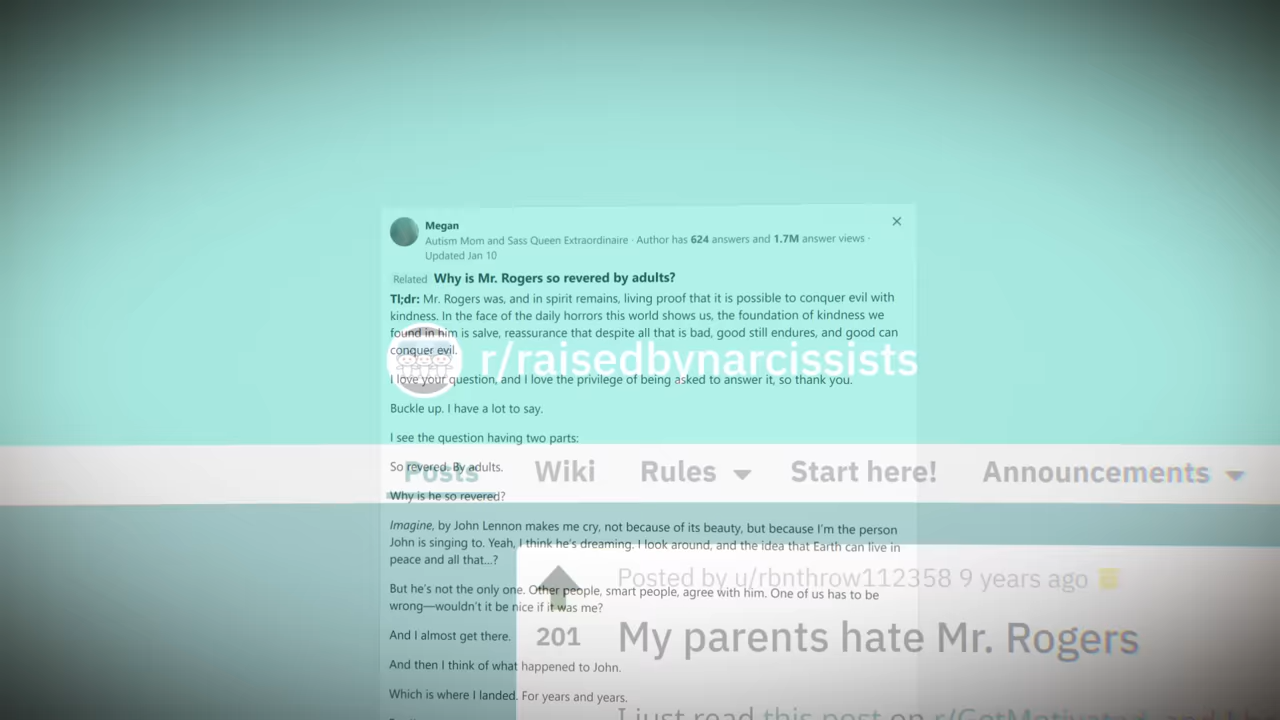 Megan
Autism Mom and Sass Queen Extraordinaire · Author has 624 answers and 1.7M answer views ·
Updated Jan 10
Related Why is Mr. Rogers so revered by adults?
Tl;dr: Mr. Rogers was, and in spirit remains, living proof that it is possible to conquer evil with
kindness. In the face of the daily horrors this world shows us, the foundation of kindness we
found in him is salve, reassurance that despite all that is bad, good still endures, and good can
conquer evil.
r/raisedbynarcissists
I love your question, and I love the privilege of being asked to answer it, so thank you.
Buckle up. I have a lot to say.
I see the question having two parts:
So revered. By adults.
Posts Wiki Rules Start here! Announcements
Why is he so revered?
Imagine, by John Lennon makes me cry, not because of its beauty, but because I'm the person
John is singing to. Yeah, I think he's dreaming. I look around, and the idea that Earth can live in
peace and all that...?
Posted by u/rbnthrow112358 9 years ago
But he's not the only one. Other people, smart people, agree with him. One of us has to be
wrong—wouldn't it be nice if it was me?
201 My parents hate Mr. Rogers
And I almost get there.
And then I think of what happened to John.
Which is where I landed. For years and years.
I just read this post on r/GetMotivated